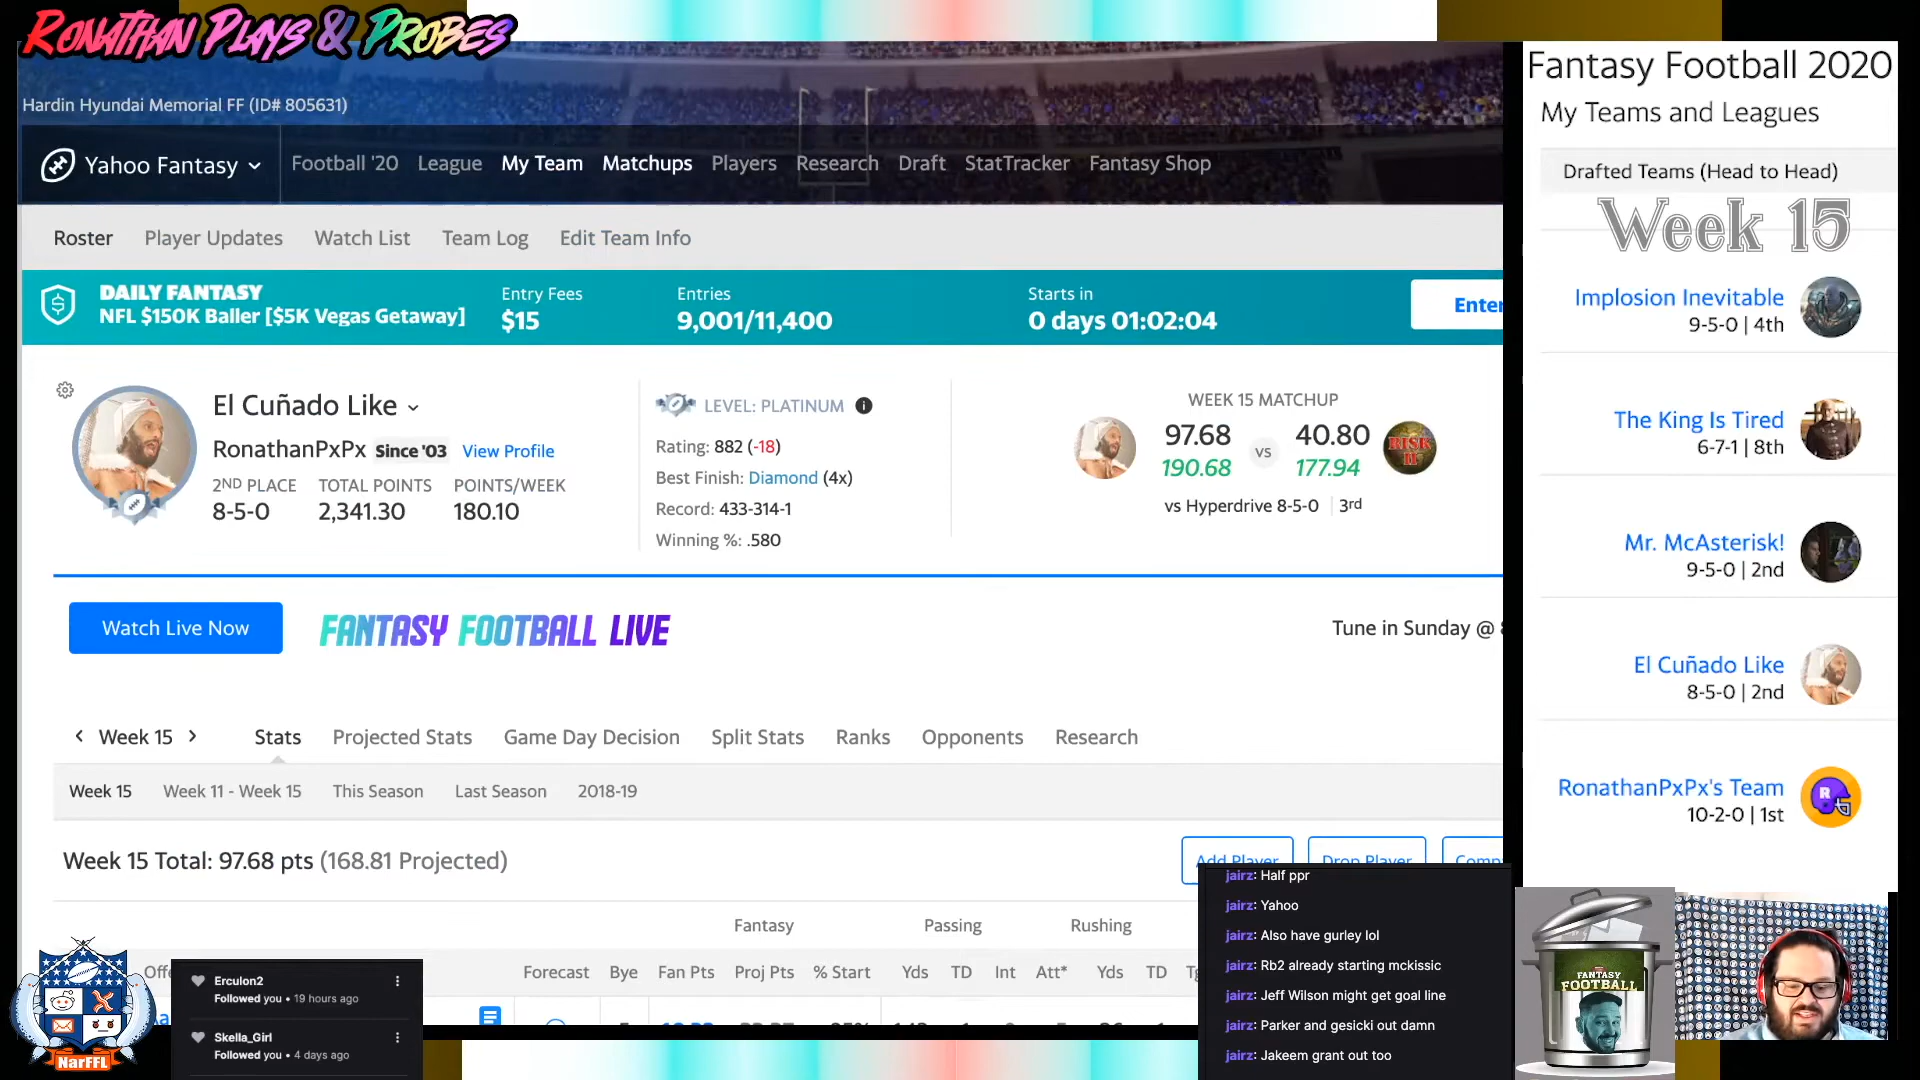 RONATHAN PLAYS & PROBES
Hardin Hyundai Memorial FF (ID# 805631)
Yahoo Fantasy
Football '20 League My Team Matchups Players Research Draft StatTracker Fantasy Shop
Roster Player Updates Watch List Team Log Edit Team Info
DAILY FANTASY
NFL $150K Baller [$5K Vegas Getaway]
Entry Fees
$15
Entries
9,001/11,400
Starts in
0 days 01:02:04
Enter
El Cuñado Like
RonathanPxPx Since '03 View Profile
2ND PLACE TOTAL POINTS POINTS/WEEK
8-5-0 2,341.30 180.10
LEVEL: PLATINUM
Rating: 882 (-18)
Best Finish: Diamond (4x)
Record: 433-314-1
Winning %: .580
WEEK 15 MATCHUP
97.68 vs 40.80
190.68 177.94
RISK II
vs Hyperdrive 8-5-0 | 3rd
Watch Live Now
FANTASY FOOTBALL LIVE
Tune in Sunday @
Week 15 Stats Projected Stats Game Day Decision Split Stats Ranks Opponents Research
Week 15 Week 11 - Week 15 This Season Last Season 2018-19
Week 15 Total: 97.68 pts (168.81 Projected)
Add Player Drop Player Comp
Fantasy Passing Rushing
Off Forecast Bye Fan Pts Proj Pts % Start Yds TD Int Att* Yds TD
Erculon2
Followed you • 19 hours ago
Skella_Girl
Followed you • 4 days ago
NarFFL
jairz: Half ppr
jairz: Yahoo
jairz: Also have gurley lol
jairz: Rb2 already starting mckissic
jairz: Jeff Wilson might get goal line
jairz: Parker and gesicki out damn
jairz: Jakeem grant out too
Fantasy Football 2020
My Teams and Leagues
Drafted Teams (Head to Head)
Week 15
Implosion Inevitable
9-5-0 | 4th
The King Is Tired
6-7-1 | 8th
Mr. McAsterisk!
9-5-0 | 2nd
El Cuñado Like
8-5-0 | 2nd
RonathanPxPx's Team
10-2-0 | 1st
R
FANTASY
FOOTBALL